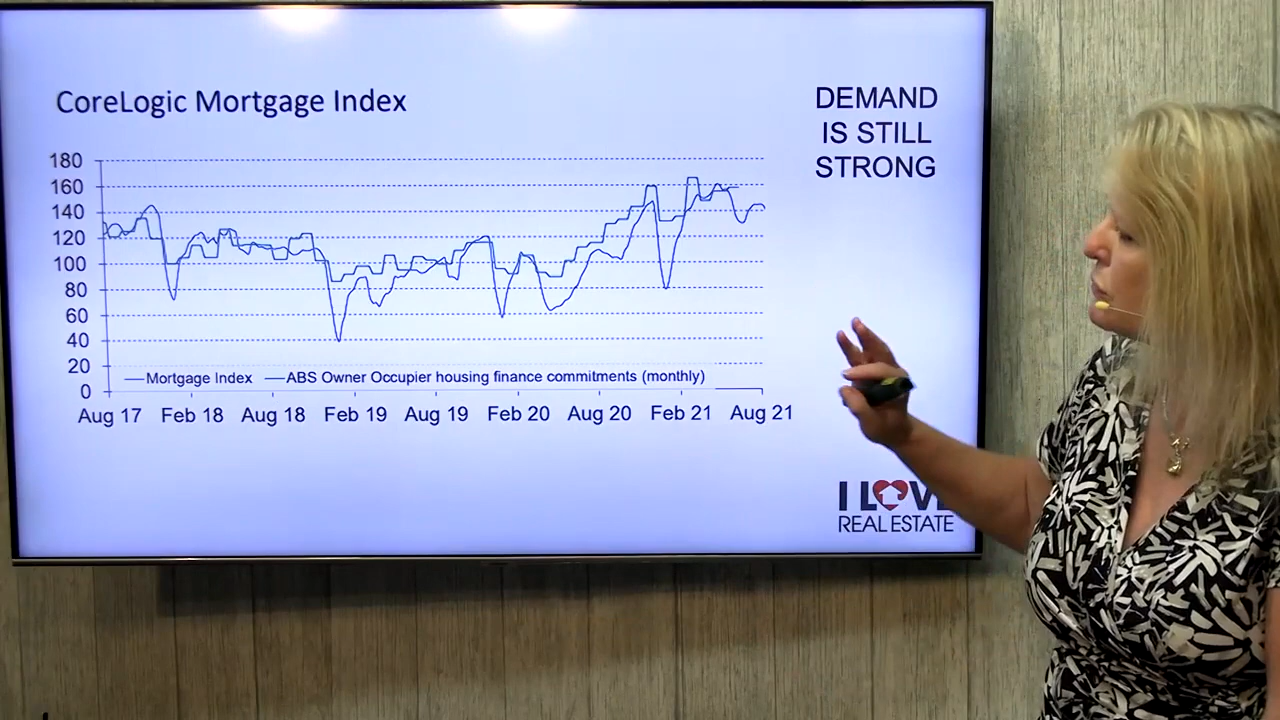 CoreLogic Mortgage Index
DEMAND
IS STILL
STRONG
180
160
140
120
100
80
60
40
20
0
Mortgage Index
ABS Owner Occupier housing finance commitments (monthly)
Aug 17
Feb 18
Aug 18
Feb 19
Aug 19
Feb 20
Aug 20
Feb 21
Aug 21
I LOV
REAL ESTATE